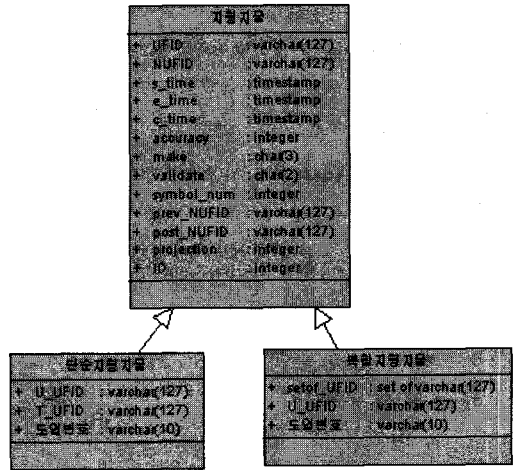 지형지물
+ UFID : varchar(127)
+ NUFID : varchar(127)
+ s_time : timestamp
+ e_time : timestamp
+ c_time : timestamp
+ accuracy : integer
+ make : char(3)
+ validate : char(2)
+ symbol_num : integer
+ prev_NUFID : varchar(127)
+ post_NUFID : varchar(127)
+ projection : integer
+ ID : integer
단순지형지물
+ U_UFID : varchar(127)
+ T_UFID : varchar(127)
+ 도엽번호 : varchar(10)
복합지형지물
+ setof_UFID : set of varchar(127)
+ U_UFID : varchar(127)
+ 도엽번호 : varchar(10)